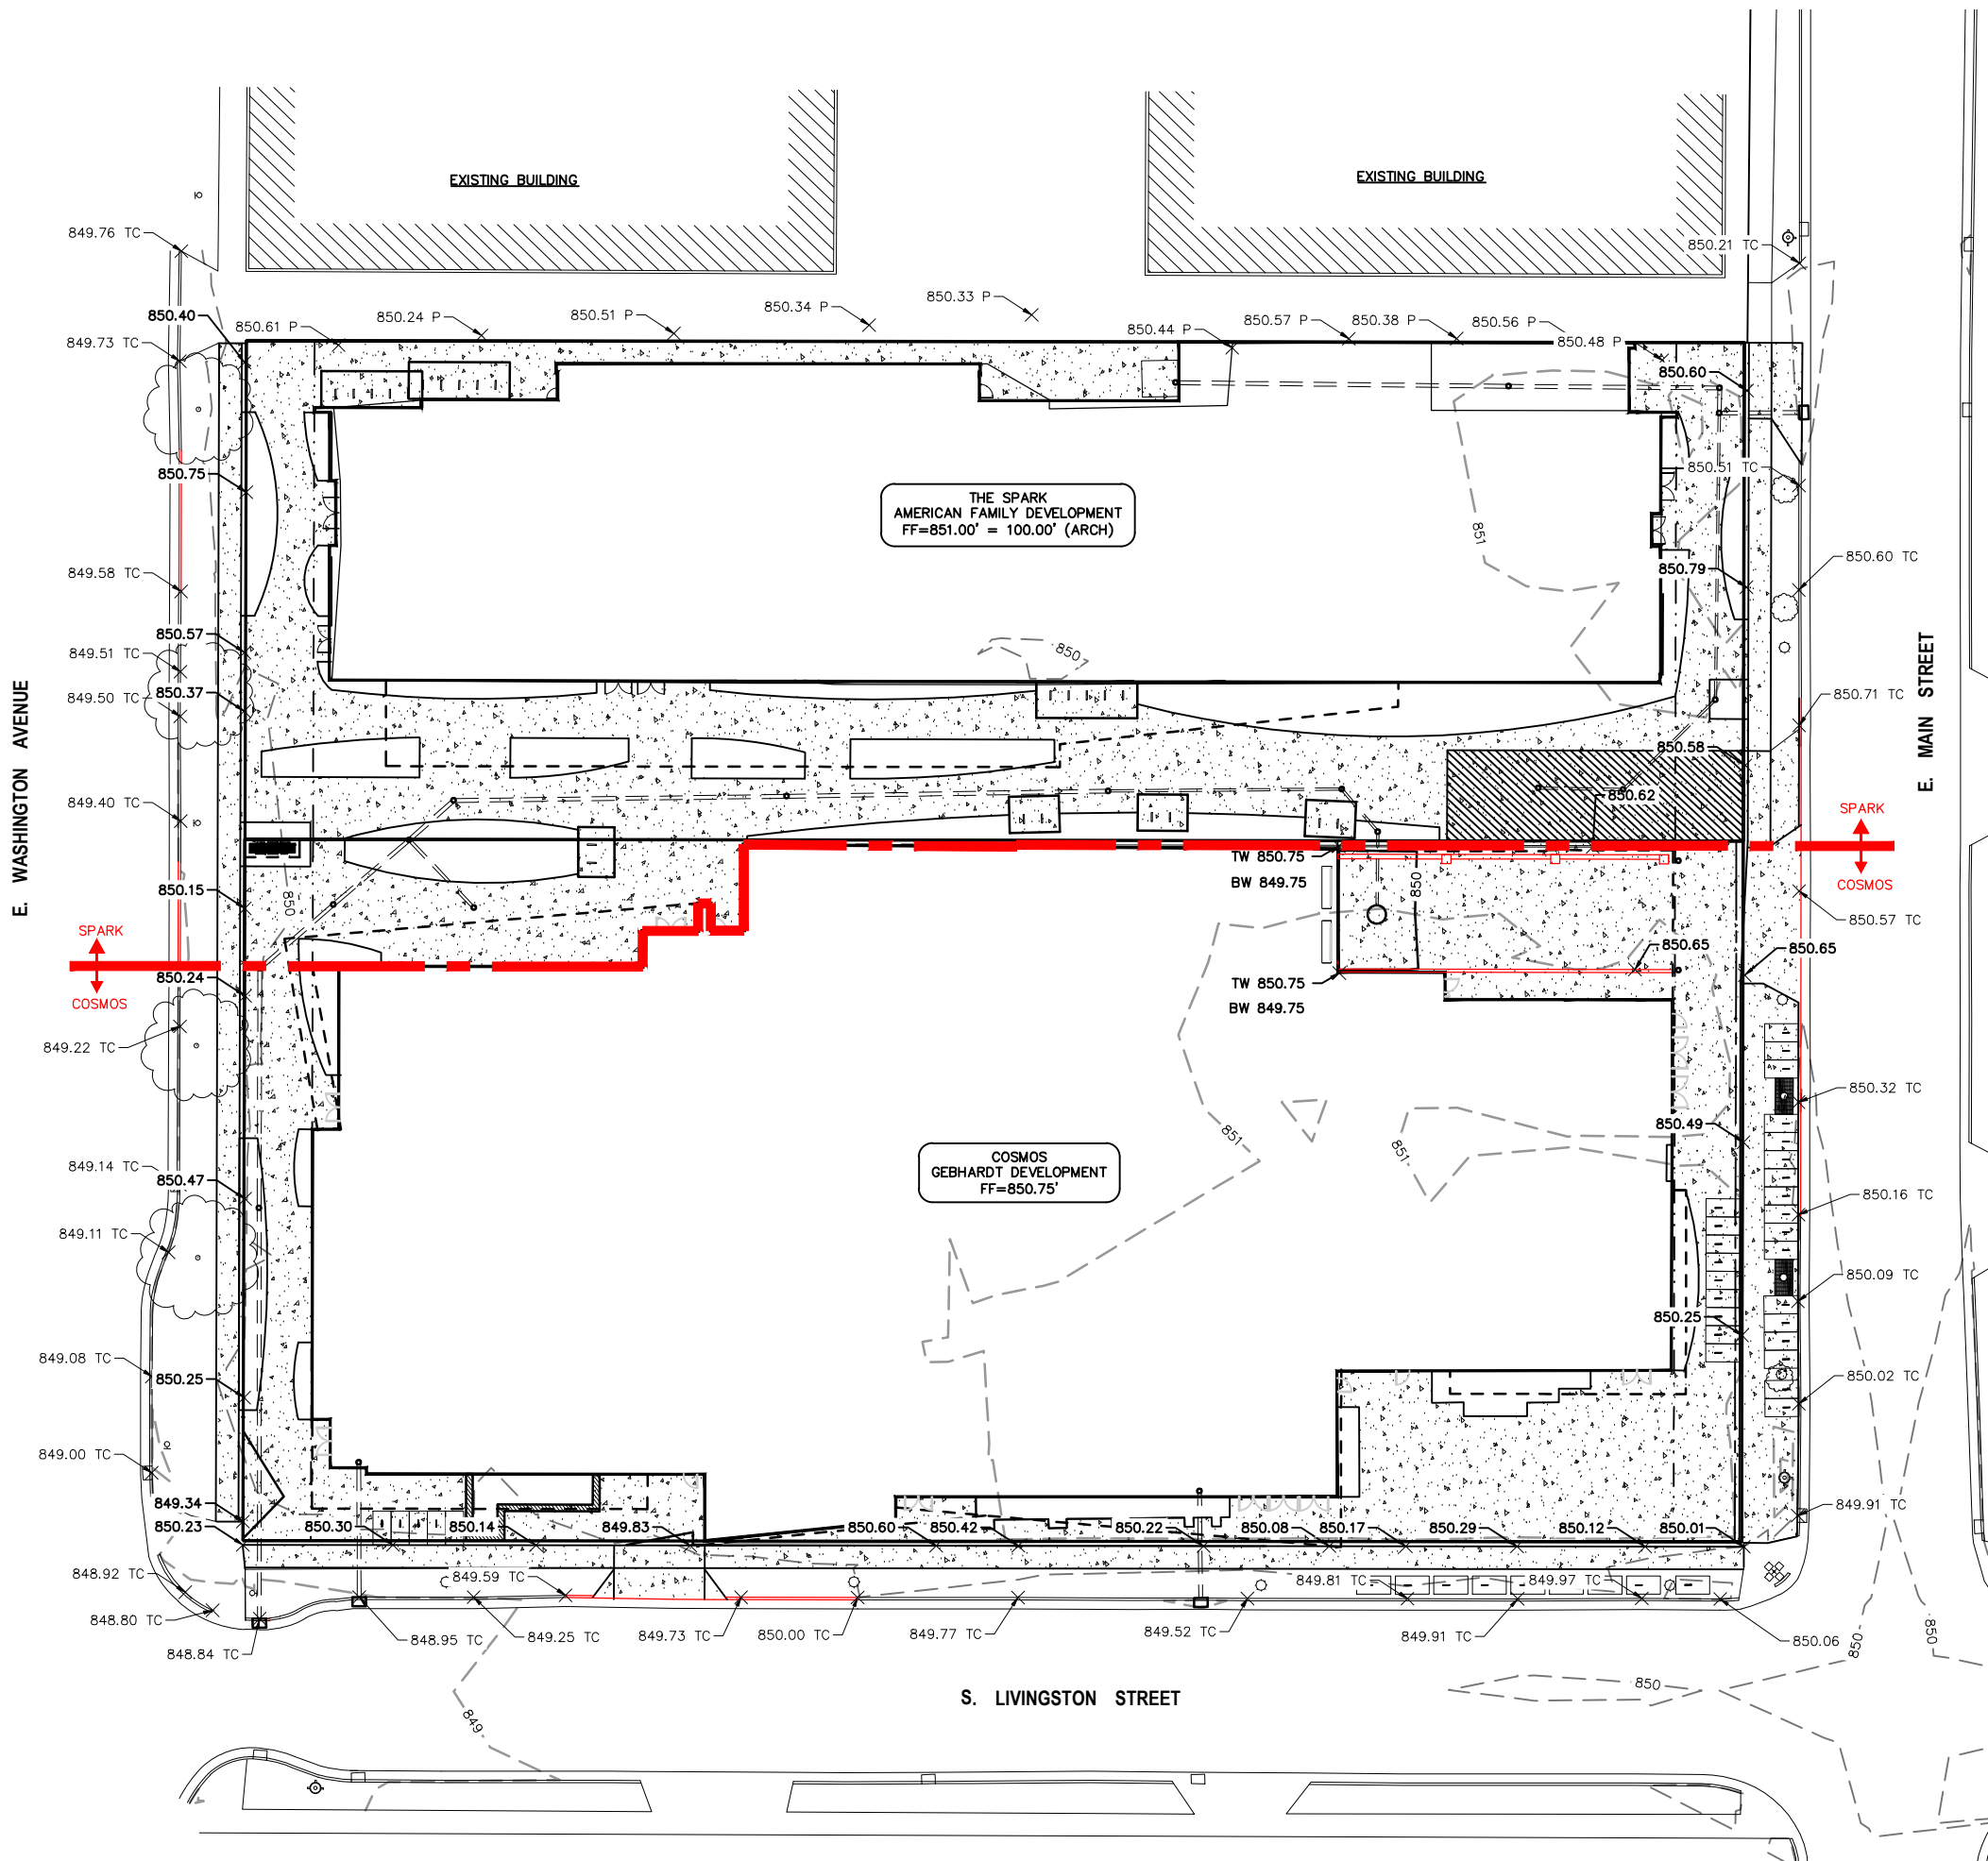 EXISTING BUILDING
EXISTING BUILDING
849.76 TC
850.21 TC
850.40
849.73 TC
850.61 P
850.24 P
850.51 P
850.34 P
850.33 P
850.44 P
850.57 P
850.38 P
850.56 P
850.48 P
850.60
850.75
850.51 TC
THE SPARK
AMERICAN FAMILY DEVELOPMENT
FF=851.00' = 100.00' (ARCH)
851
849.58 TC
850.79
850.60 TC
850.57
849.51 TC
850
849.50 TC
850.37
850.71 TC
E. WASHINGTON AVENUE
E. MAIN STREET
850.58
849.40 TC
850.62
SPARK
COSMOS
TW 850.75
BW 849.75
850
850.15
850
850.57 TC
SPARK
COSMOS
850.24
850.65
850.65
TW 850.75
BW 849.75
849.22 TC
850.32 TC
850.49
851
851
COSMOS
GEBHARDT DEVELOPMENT
FF=850.75'
849.14 TC
850.47
850.16 TC
849.11 TC
850.09 TC
850.25
849.08 TC
850.25
850.02 TC
849.00 TC
849.34
849.91 TC
850.23
850.30
850.14
849.83
850.60
850.42
850.22
850.08
850.17
850.29
850.12
850.01
848.92 TC
849.59 TC
849.81 TC
849.97 TC
848.80 TC
848.84 TC
848.95 TC
849.25 TC
849.73 TC
850.00 TC
849.77 TC
849.52 TC
849.91 TC
850.06
850
850
850
849
S. LIVINGSTON STREET